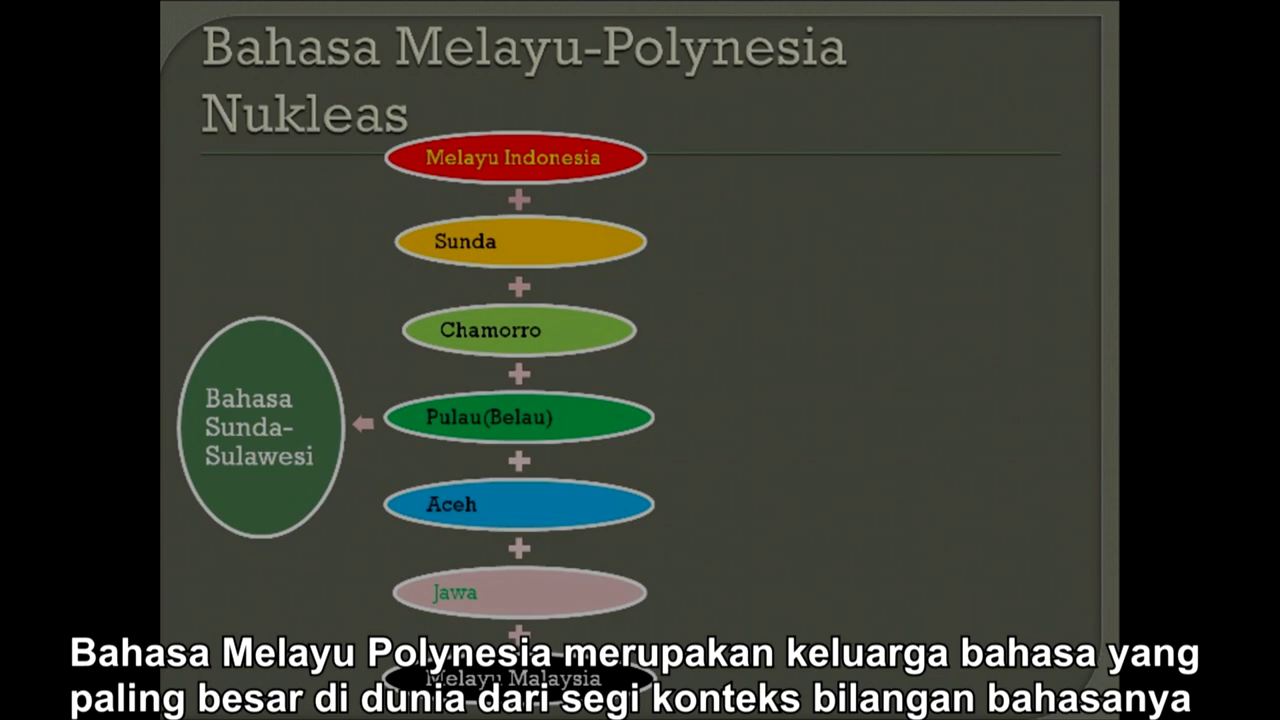 Bahasa Melayu-Polynesia
Nukleas
Melayu Indonesia
Sunda
Chamorro
Pulau(Belau)
Bahasa
Sunda-
Sulawesi
Aceh
Jawa
Melayu Malaysia
Bahasa Melayu Polynesia merupakan keluarga bahasa yang
paling besar di dunia dari segi konteks bilangan bahasanya